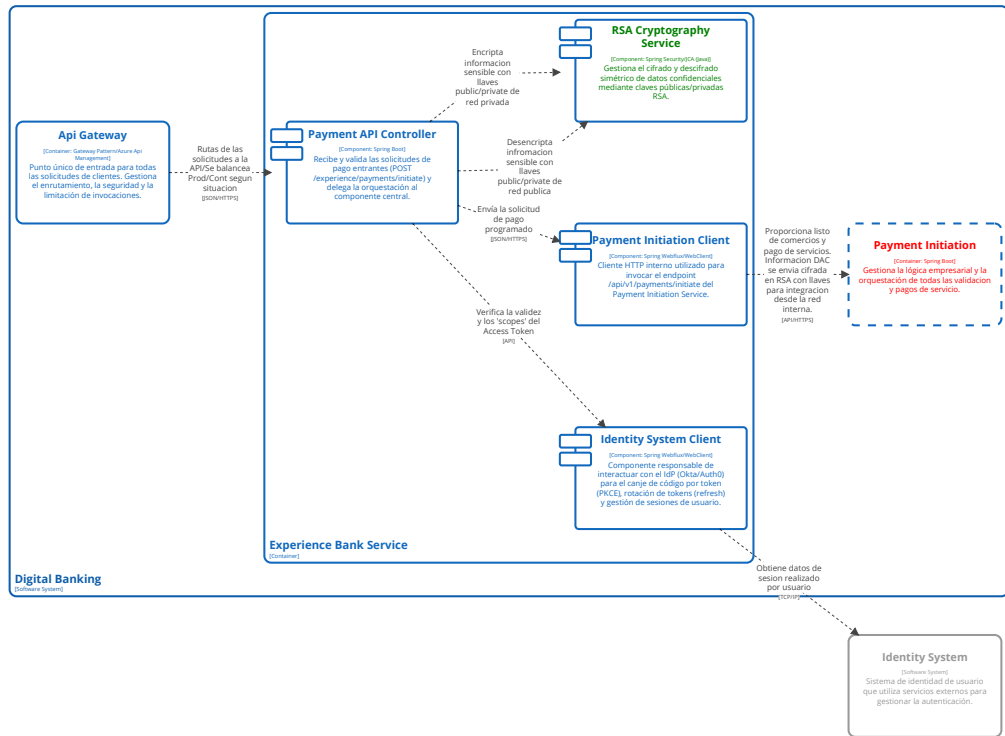 RSA Cryptography
Service
[Component: Spring Security/JCA (Java)]
Gestiona el cifrado y descifrado
simétrico de datos confidenciales
mediante claves públicas/privadas
RSA.
Encripta
informacion
sensible con
llaves
public/private de
red privada
Api Gateway
[Container: Gateway Pattern/Azure Api
Management]
Punto único de entrada para todas
las solicitudes de clientes. Gestiona
el enrutamiento, la seguridad y la
limitación de invocaciones.
Rutas de las
solicitudes a la
API/Se balancea
Prod/Cont segun
situacion
[JSON/HTTPS]
Payment API Controller
[Component: Spring Boot]
Recibe y valida las solicitudes de
pago entrantes (POST
/experience/payments/initiate) y
delega la orquestación al
componente central.
Desencripta
infromacion
sensible con
llaves
public/private de
red publica
Envía la solicitud
de pago
programado
[JSON/HTTPS]
Payment Initiation Client
[Component: Spring Webflux/WebClient]
Cliente HTTP interno utilizado para
invocar el endpoint
/api/v1/payments/initiate del
Payment Initiation Service.
Proporciona listo
de comercios y
pago de servicios.
Informacion DAC
se envia cifrada
en RSA con llaves
para integracion
desde la red
interna.
[API/HTTPS]
Payment Initiation
[Container: Spring Boot]
Gestiona la lógica empresarial y la
orquestación de todas las validacion
y pagos de servicio.
Verifica la validez
y los 'scopes' del
Access Token
[API]
Identity System Client
[Component: Spring Webflux/WebClient]
Componente responsable de
interactuar con el IdP (Okta/Auth0)
para el canje de código por token
(PKCE), rotación de tokens (refresh)
y gestión de sesiones de usuario.
Experience Bank Service
[Container]
Digital Banking
[Software System]
Obtiene datos de
sesion realizado
por usuario
[TCP/IP]
Identity System
[Software System]
Sistema de identidad de usuario
que utiliza servicios externos para
gestionar la autenticación.